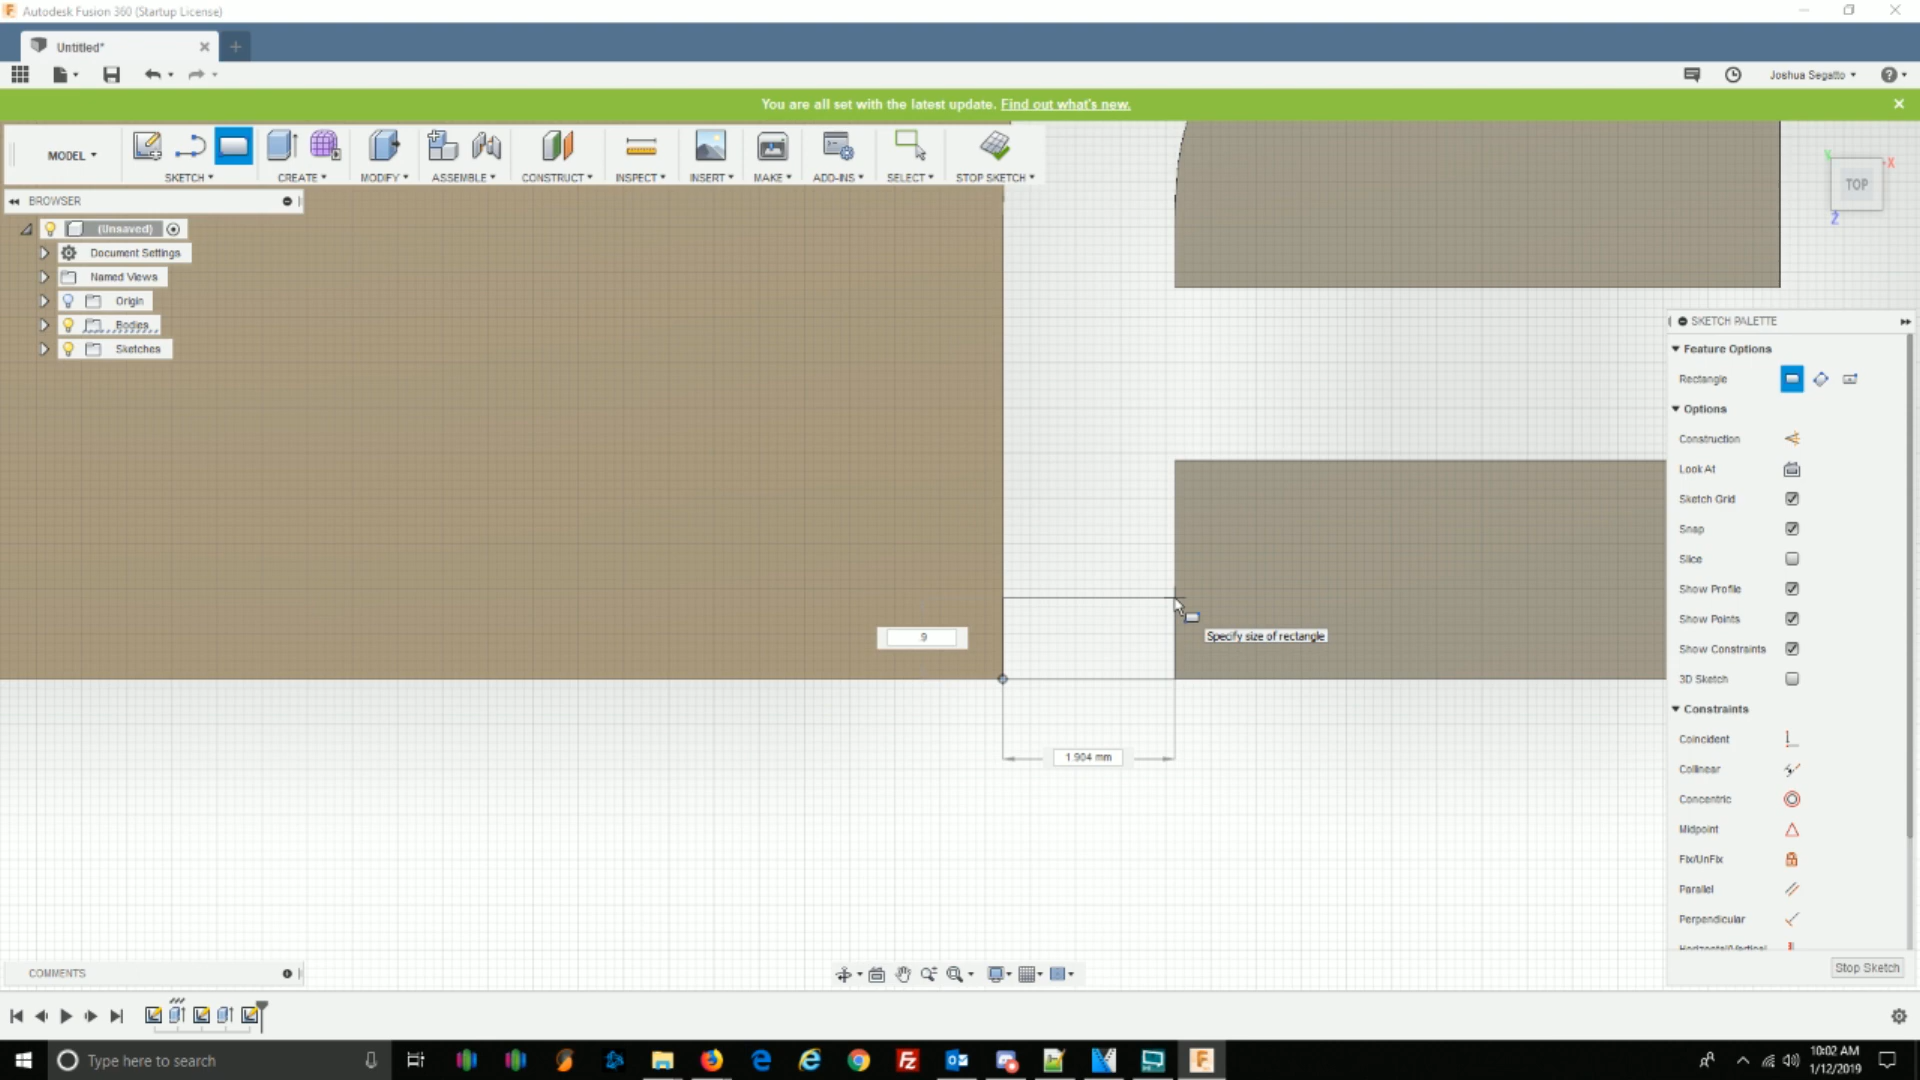 Autodesk Fusion 360 (Startup License)
Untitled*
Joshua Segatto
You are all set with the latest update. Find out what's new.
MODEL
SKETCH
CREATE
MODIFY
ASSEMBLE
CONSTRUCT
INSPECT
INSERT
MAKE
ADD-INS
SELECT
STOP SKETCH
Y
X
TOP
Z
BROWSER
(Unsaved)
Document Settings
Named Views
Origin
Bodies
Sketches
SKETCH PALETTE
Feature Options
Rectangle
Options
Construction
Look At
Sketch Grid
Snap
Slice
Show Profile
Show Points
Show Constraints
3D Sketch
Constraints
Coincident
Collinear
Concentric
Midpoint
Fix/UnFix
Parallel
Perpendicular
Horizontal/Vertical
Stop Sketch
Specify size of rectangle
1.904 mm
COMMENTS
Type here to search
10:02 AM
1/12/2019